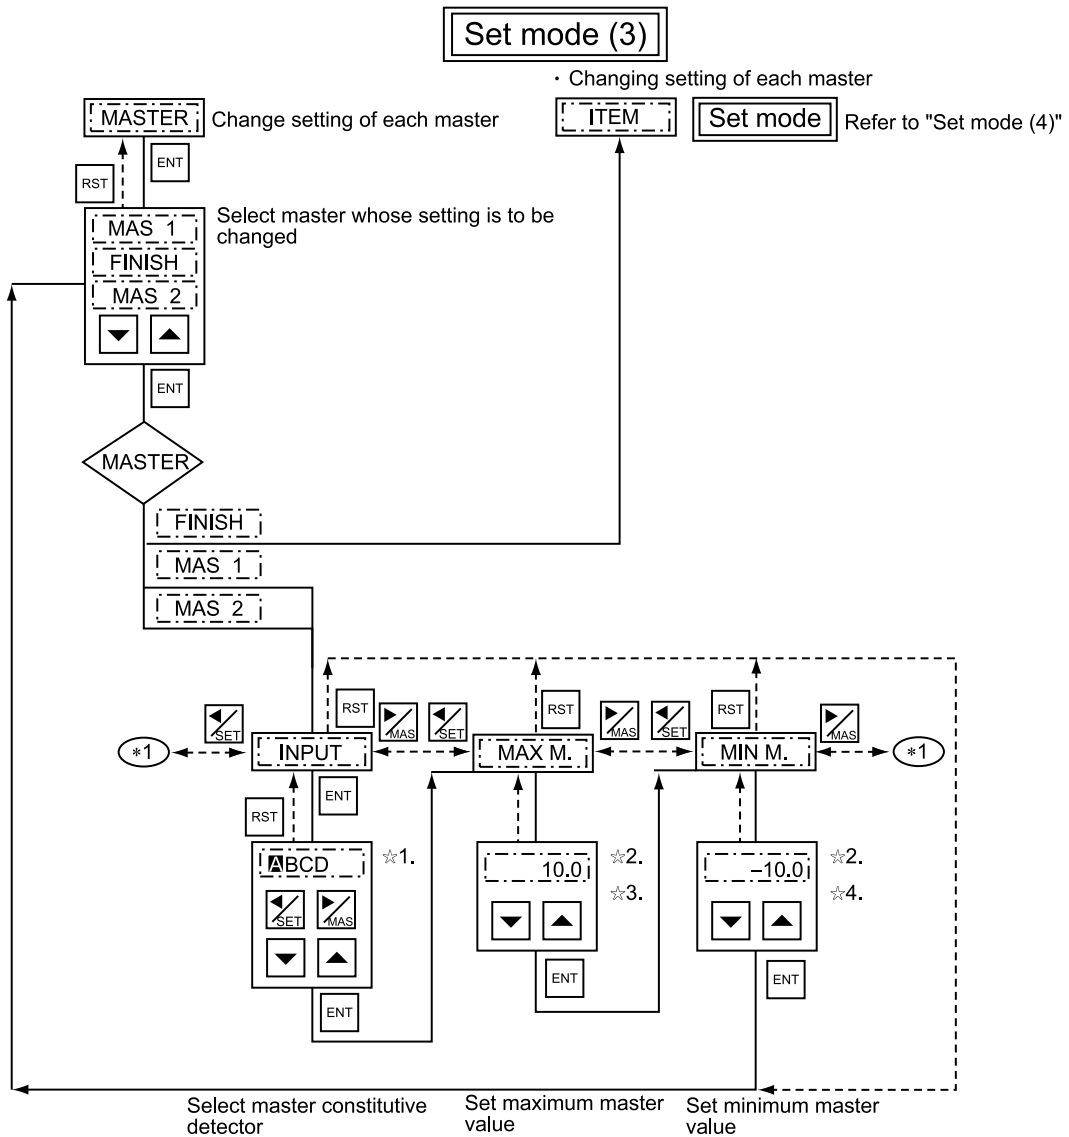 Set mode (3)
· Changing setting of each master
MASTER
Change setting of each master
ITEM
Set mode
Refer to "Set mode (4)"
RST
ENT
Select master whose setting is to be
changed
MAS 1
FINISH
MAS 2
ENT
MASTER
FINISH
MAS 1
MAS 2
*1
SET
INPUT
RST
MAS
SET
MAX M.
RST
MAS
SET
MIN M.
RST
MAS
*1
RST
ENT
ABCD
☆1.
SET
MAS
ENT
10.0
☆2.
☆3.
ENT
–10.0
☆2.
☆4.
ENT
Select master constitutive
detector
Set maximum master
value
Set minimum master
value